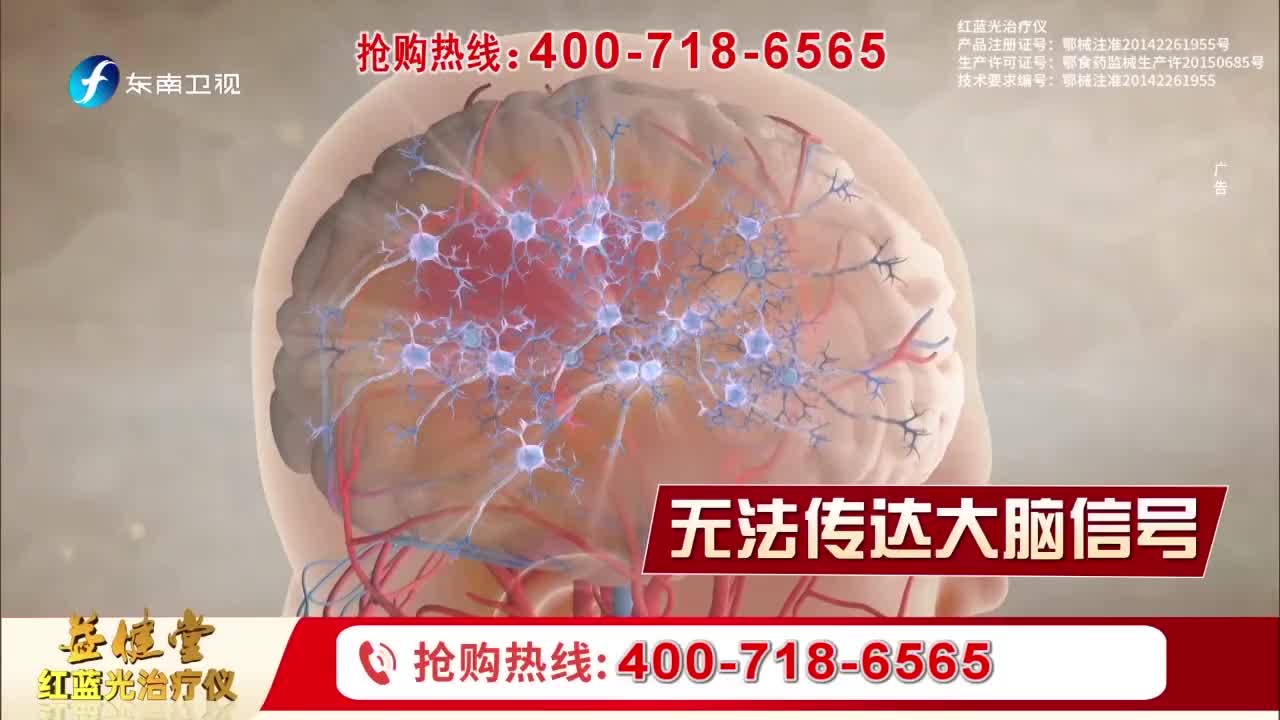 抢购热线:400-718-6565
红蓝光治疗仪
产品注册证号：鄂械注准20142261955号
生产许可证号：鄂食药监械生产许20150685号
技术要求编号：鄂械注准20142261955
东南卫视
广告
无法传达大脑信号
益健堂
红蓝光治疗仪
抢购热线:400-718-6565